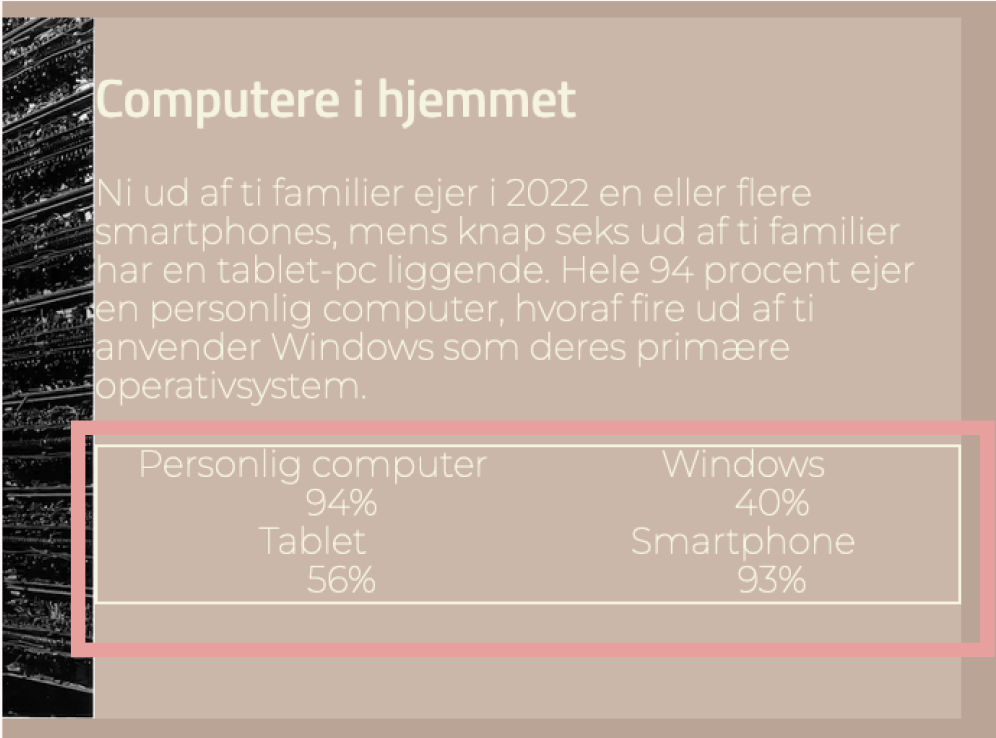 Computere i hjemmet
Ni ud af ti familier ejer i 2022 en eller flere
smartphones, mens knap seks ud af ti familier
har en tablet-pc liggende. Hele 94 procent ejer
en personlig computer, hvoraf fire ud af ti
anvender Windows som deres primære
operativsystem.
Personlig computer Windows
94% 40%
Tablet Smartphone
56% 93%